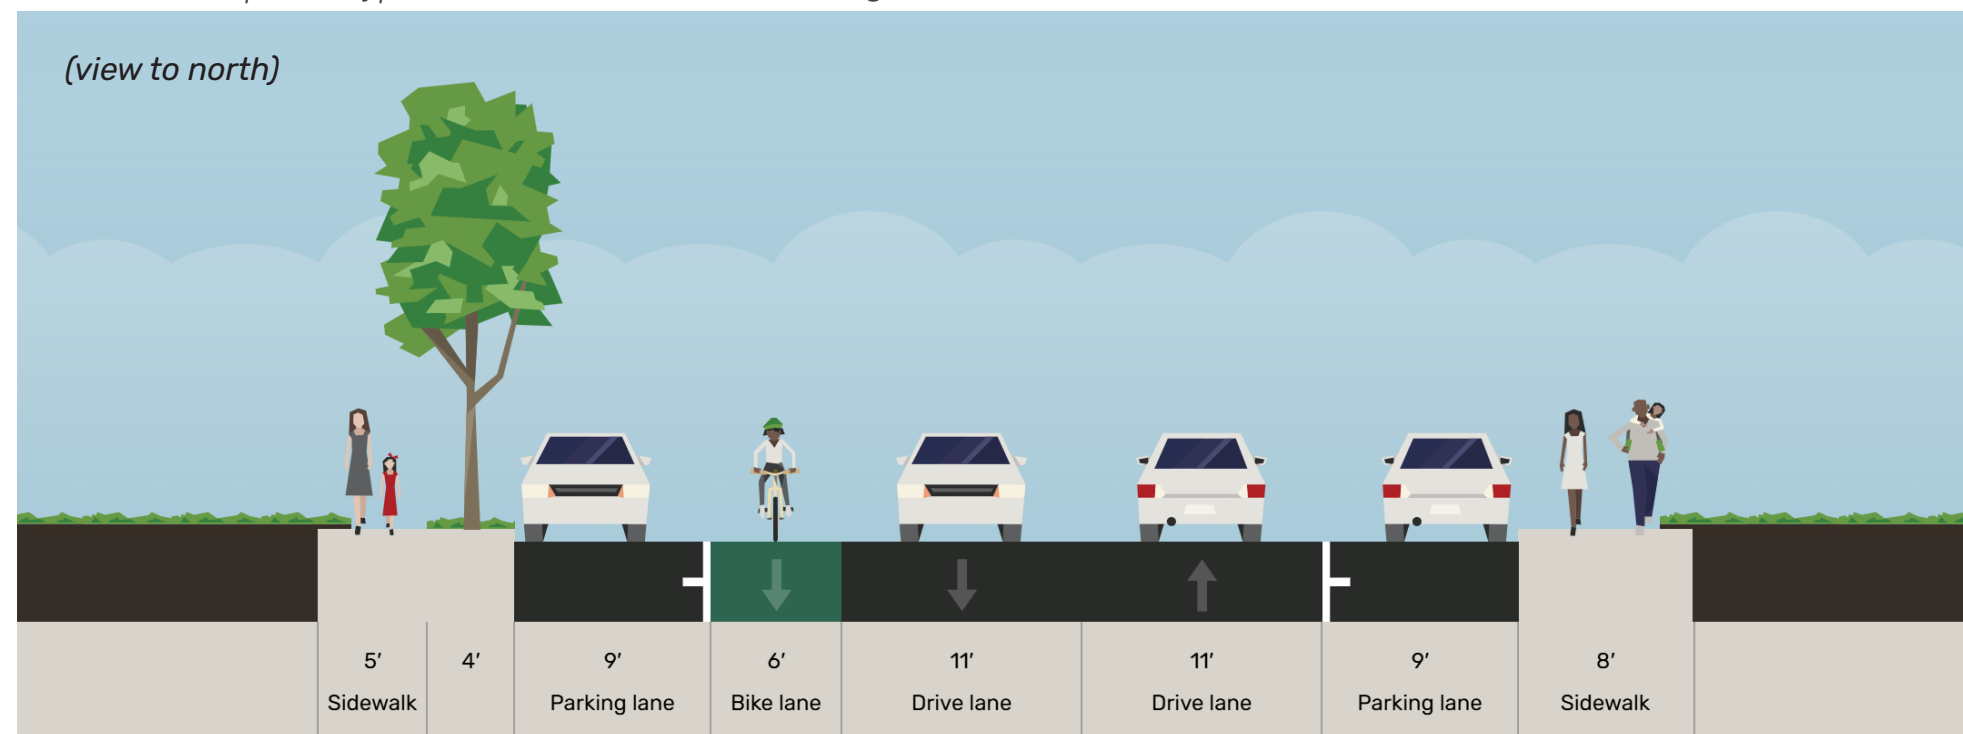 (view to north)
5′ 4′ 9′ 6′ 11′ 11′ 9′ 8′
Sidewalk Parking lane Bike lane Drive lane Drive lane Parking lane Sidewalk